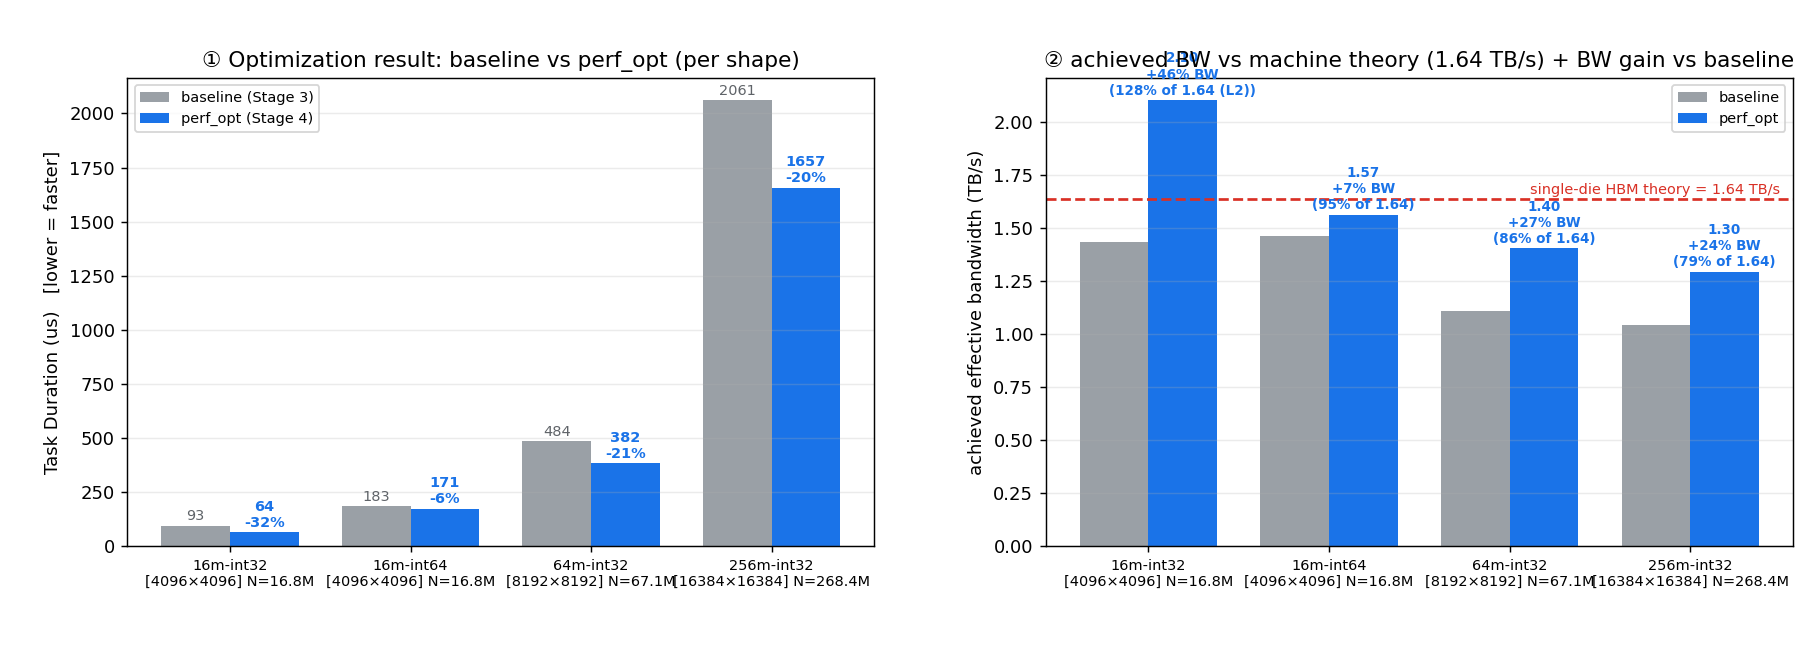 ① Optimization result: baseline vs perf_opt (per shape)
baseline (Stage 3)
perf_opt (Stage 4)
Task Duration (us)   [lower = faster]
2000
1750
1500
1250
1000
750
500
250
0
93
64
-32%
183
171
-6%
484
382
-21%
2061
1657
-20%
16m-int32
[4096×4096] N=16.8M
16m-int64
[4096×4096] N=16.8M
64m-int32
[8192×8192] N=67.1M
256m-int32
[16384×16384] N=268.4M
② achieved BW vs machine theory (1.64 TB/s) + BW gain vs baseline
baseline
perf_opt
achieved effective bandwidth (TB/s)
2.00
1.75
1.50
1.25
1.00
0.75
0.50
0.25
0.00
+46% BW
(128% of 1.64 (L2))
1.57
+7% BW
(95% of 1.64)
single-die HBM theory = 1.64 TB/s
1.40
+27% BW
(86% of 1.64)
1.30
+24% BW
(79% of 1.64)
16m-int32
[4096×4096] N=16.8M
16m-int64
[4096×4096] N=16.8M
64m-int32
[8192×8192] N=67.1M
256m-int32
[16384×16384] N=268.4M